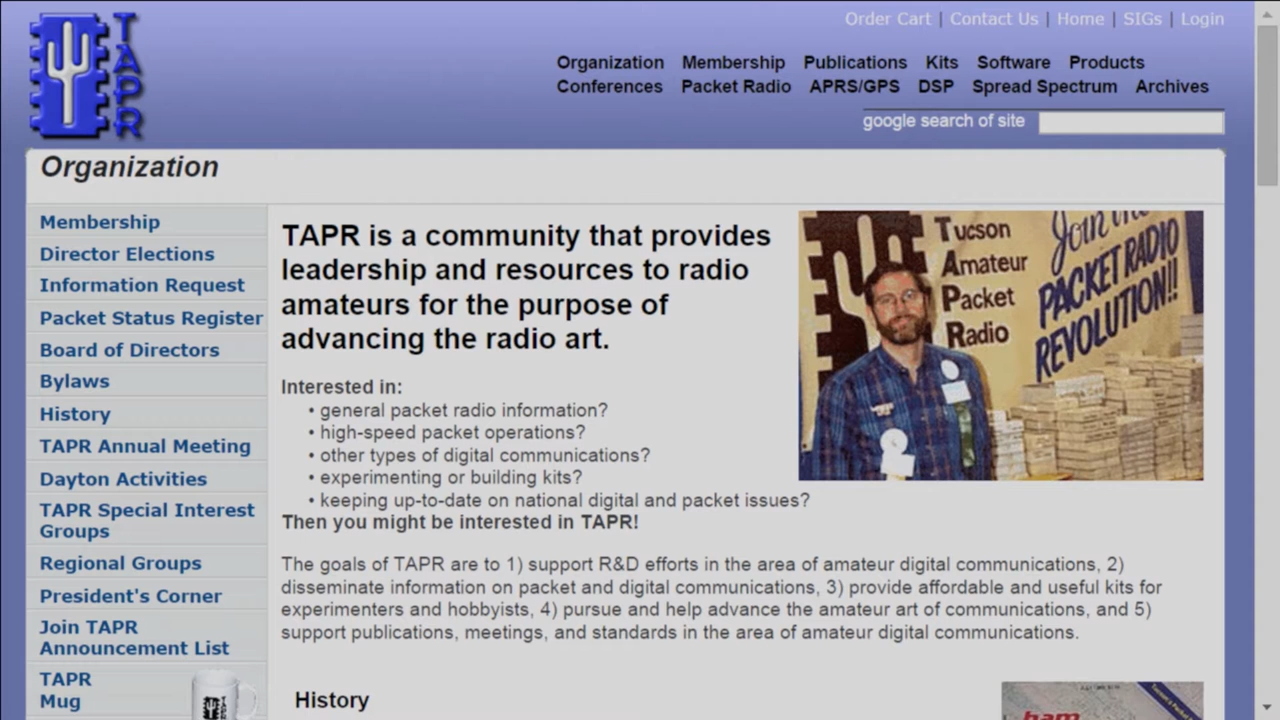 TAPR
Order Cart | Contact Us | Home | SIGs | Login
Organization Membership Publications Kits Software Products
Conferences Packet Radio APRS/GPS DSP Spread Spectrum Archives
google search of site
Organization
Membership
Director Elections
Information Request
Packet Status Register
Board of Directors
Bylaws
History
TAPR Annual Meeting
Dayton Activities
TAPR Special Interest
Groups
Regional Groups
President's Corner
Join TAPR
Announcement List
TAPR
Mug
TAPR is a community that provides
leadership and resources to radio
amateurs for the purpose of
advancing the radio art.
Tucson
Amateur
Packet
Radio
Join the
PACKET RADIO
REVOLUTION!!
Interested in:
• general packet radio information?
• high-speed packet operations?
• other types of digital communications?
• experimenting or building kits?
• keeping up-to-date on national digital and packet issues?
Then you might be interested in TAPR!
The goals of TAPR are to 1) support R&D efforts in the area of amateur digital communications, 2)
disseminate information on packet and digital communications, 3) provide affordable and useful kits for
experimenters and hobbyists, 4) pursue and help advance the amateur art of communications, and 5)
support publications, meetings, and standards in the area of amateur digital communications.
History
ham